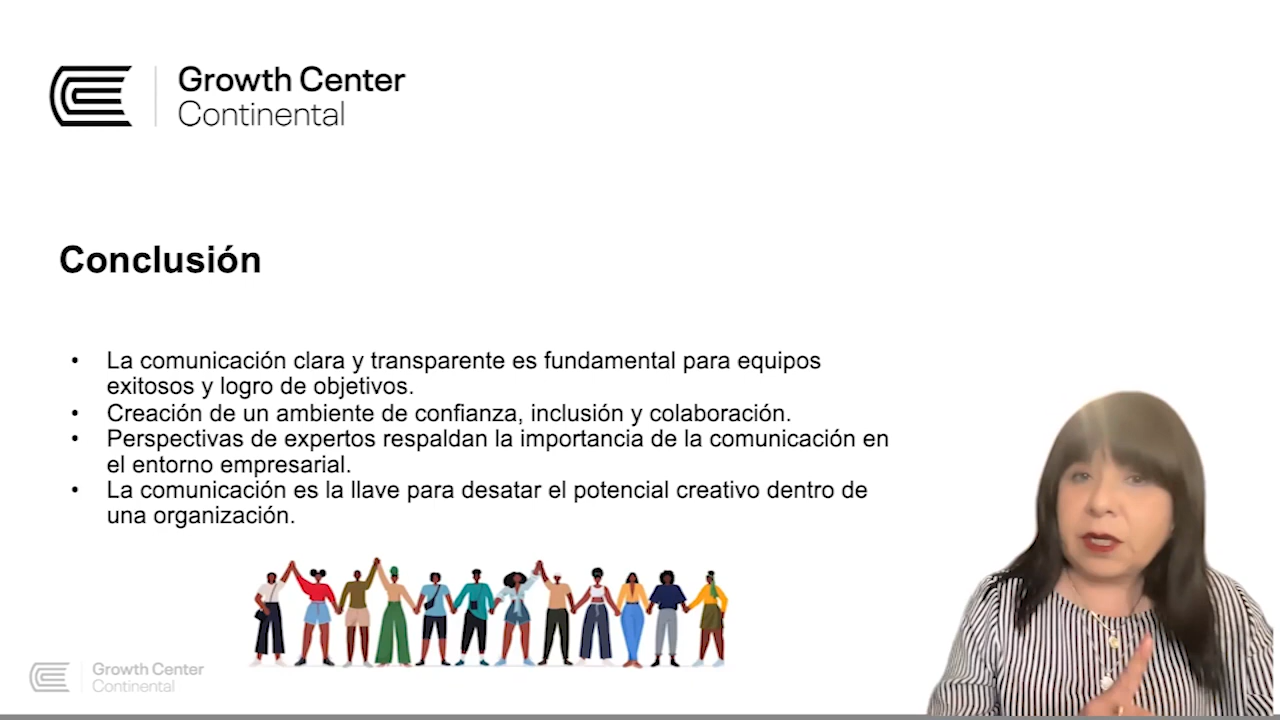 Growth Center
Continental
Conclusión
• La comunicación clara y transparente es fundamental para equipos
exitosos y logro de objetivos.
• Creación de un ambiente de confianza, inclusión y colaboración.
• Perspectivas de expertos respaldan la importancia de la comunicación en
el entorno empresarial.
• La comunicación es la llave para desatar el potencial creativo dentro de
una organización.
Growth Center
Continental